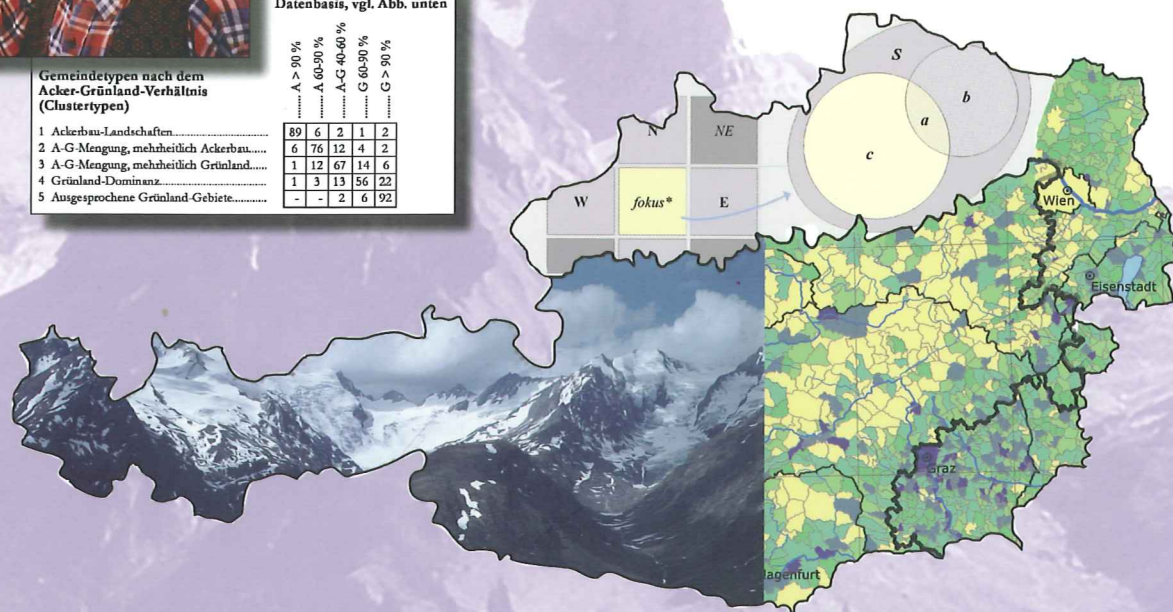 Datenbasis, vgl. Abb. unten
A > 90 %
A 60-90 %
A-G 40-60 %
G 60-90 %
G > 90 %
Gemeindetypen nach dem
Acker-Grünland-Verhältnis
(Clustertypen)
1 Ackerbau-Landschaften 89 6 2 1 2
2 A-G-Mengung, mehrheitlich Ackerbau 6 76 12 4 2
3 A-G-Mengung, mehrheitlich Grünland 1 12 67 14 6
4 Grünland-Dominanz 1 3 13 56 22
5 Ausgesprochene Grünland-Gebiete - - 2 6 92
N NE
W fokus* E
S
b
a
c
Wien
Eisenstadt
Graz
lagenfurt